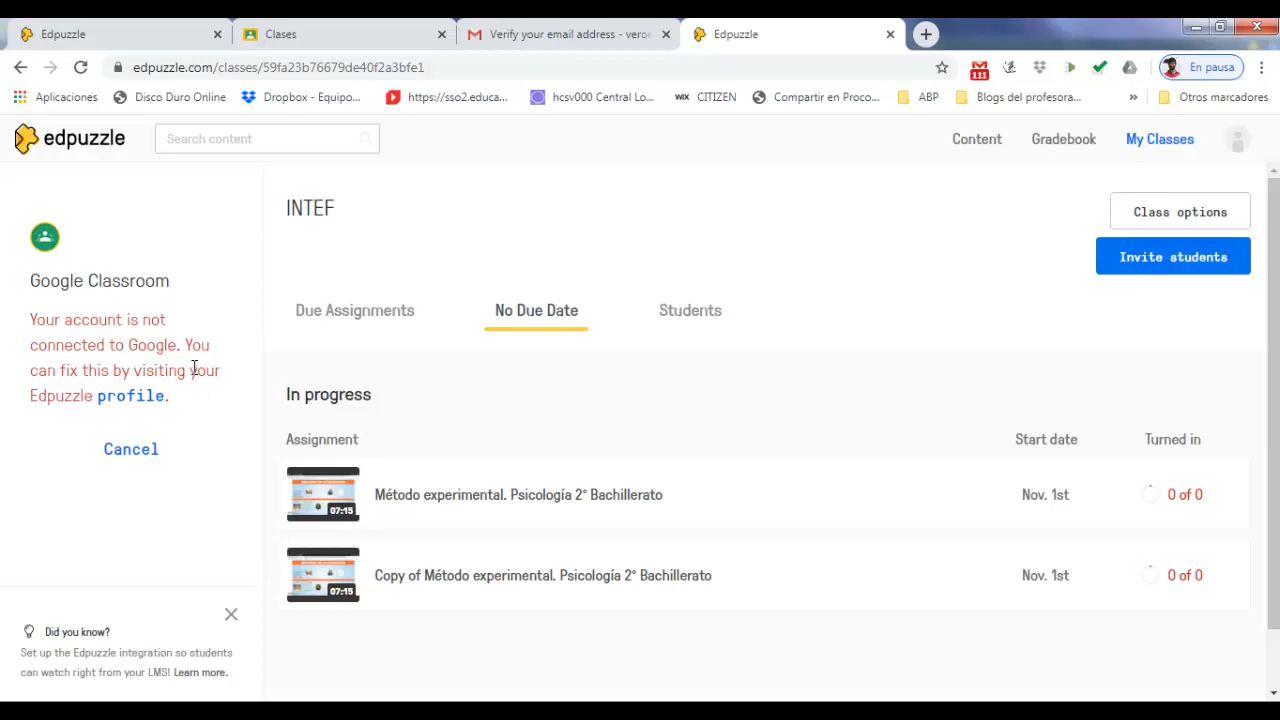 Edpuzzle
Clases
Verify your email address - veror
Edpuzzle
edpuzzle.com/classes/59fa23b76679de40f2a3bfe1
111
En pausa
Aplicaciones
Disco Duro Online
Dropbox - Equipo...
https://sso2.educa...
hcsv000 Central Lo...
WIX CITIZEN
Compartir en Proco...
ABP
Blogs del profesora...
»
Otros marcadores
edpuzzle
Search content
Content
Gradebook
My Classes
INTEF
Class options
Invite students
Google Classroom
Your account is not
connected to Google. You
can fix this by visiting your
Edpuzzle profile.
Cancel
Due Assignments
No Due Date
Students
In progress
Assignment
Start date
Turned in
07:15
Método experimental. Psicología 2º Bachillerato
Nov. 1st
0 of 0
07:15
Copy of Método experimental. Psicología 2º Bachillerato
Nov. 1st
0 of 0
Did you know?
Set up the Edpuzzle integration so students
can watch right from your LMS! Learn more.